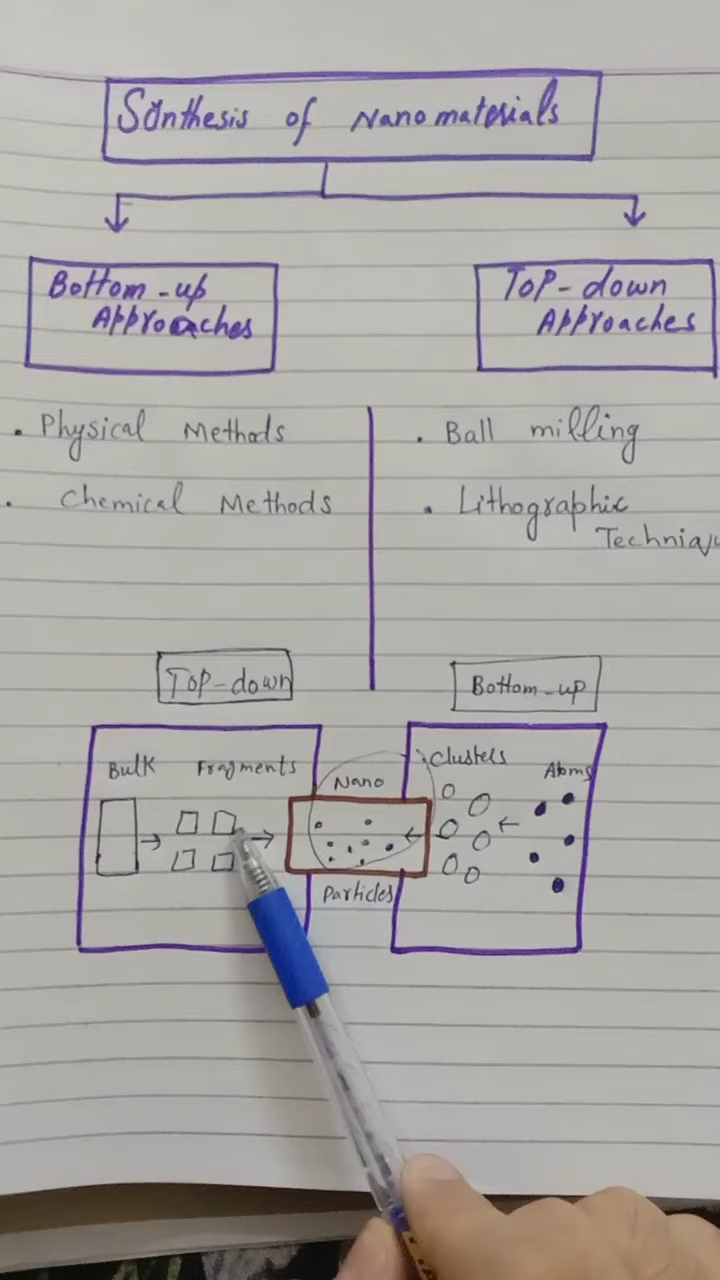 Synthesis of Nanomaterials
Bottom-up
Approaches
Top-down
Approaches
. Physical Methods
. Chemical Methods
. Ball milling
. Lithographic
Techniqu
Top-down
Bottom-up
Bulk Fragments
Nano
Particles
Clusters
Atoms